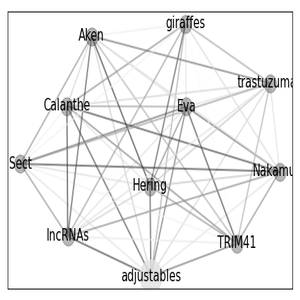 giraffes
Aken
trastuzuma
Calanthe
Eva
Sect
Nakamu
Hering
lncRNAs
TRIM41
adjustables